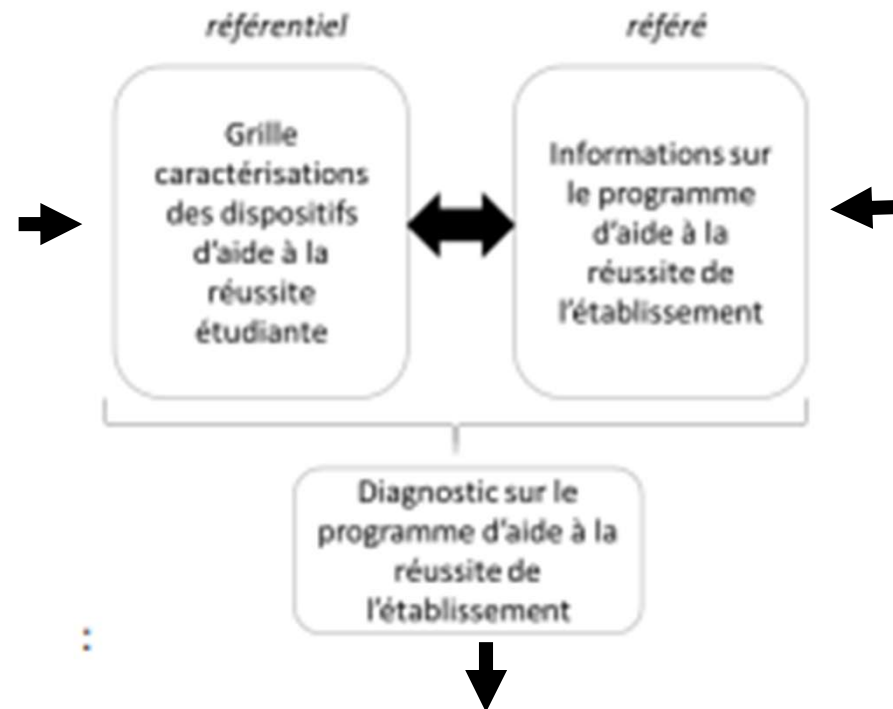 référentiel
référé
Grille
caractérisations
des dispositifs
d'aide à la
réussite
étudiante
Informations sur
le programme
d'aide à la
réussite de
l'établissement
Diagnostic sur le
programme d'aide à la
réussite de
l'établissement
: